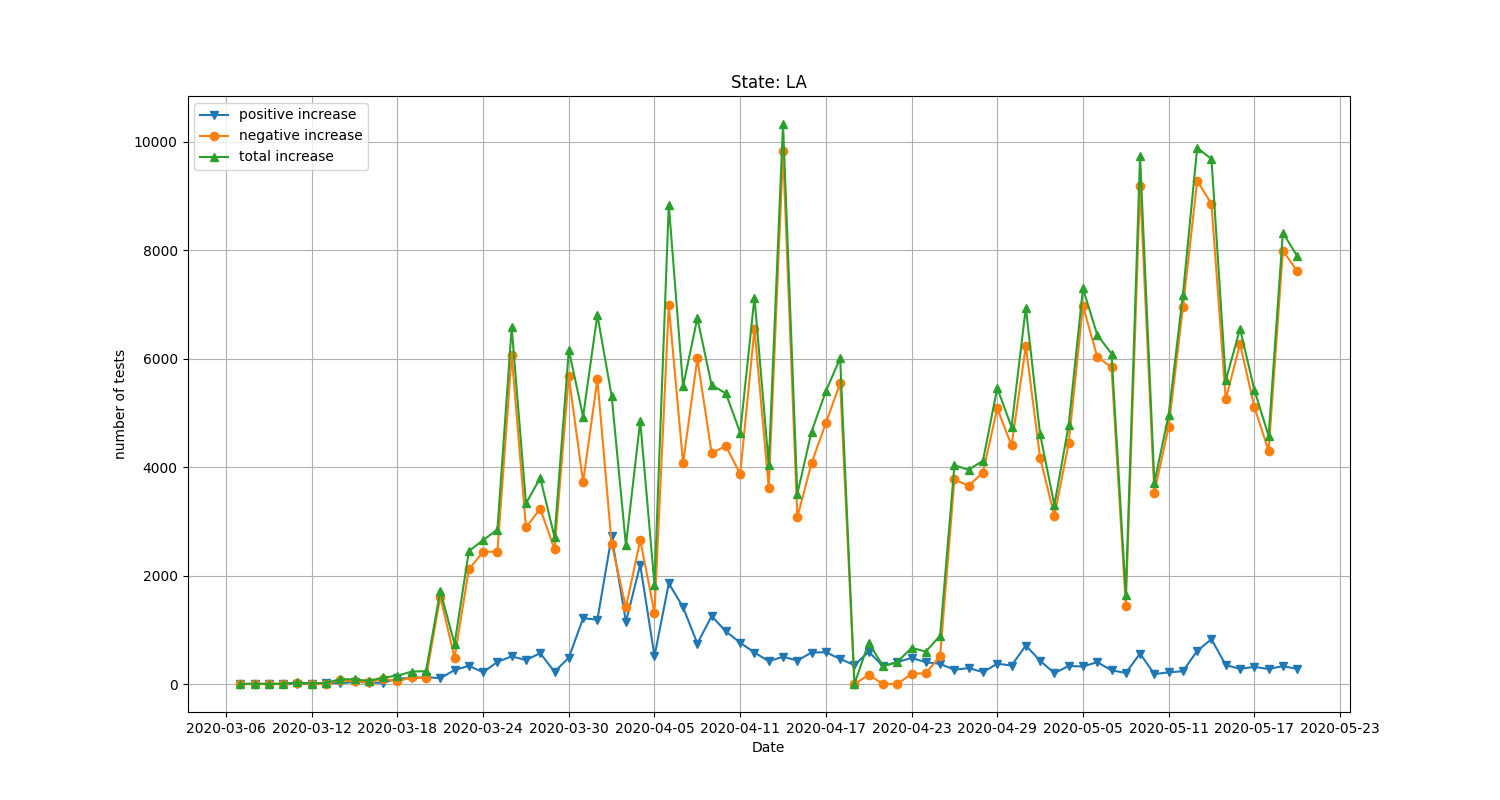 State: LA
positive increase
negative increase
total increase
number of tests
10000
8000
6000
4000
2000
0
2020-03-06 2020-03-12 2020-03-18 2020-03-24 2020-03-30 2020-04-05 2020-04-11 2020-04-17 2020-04-23 2020-04-29 2020-05-05 2020-05-11 2020-05-17 2020-05-23
Date